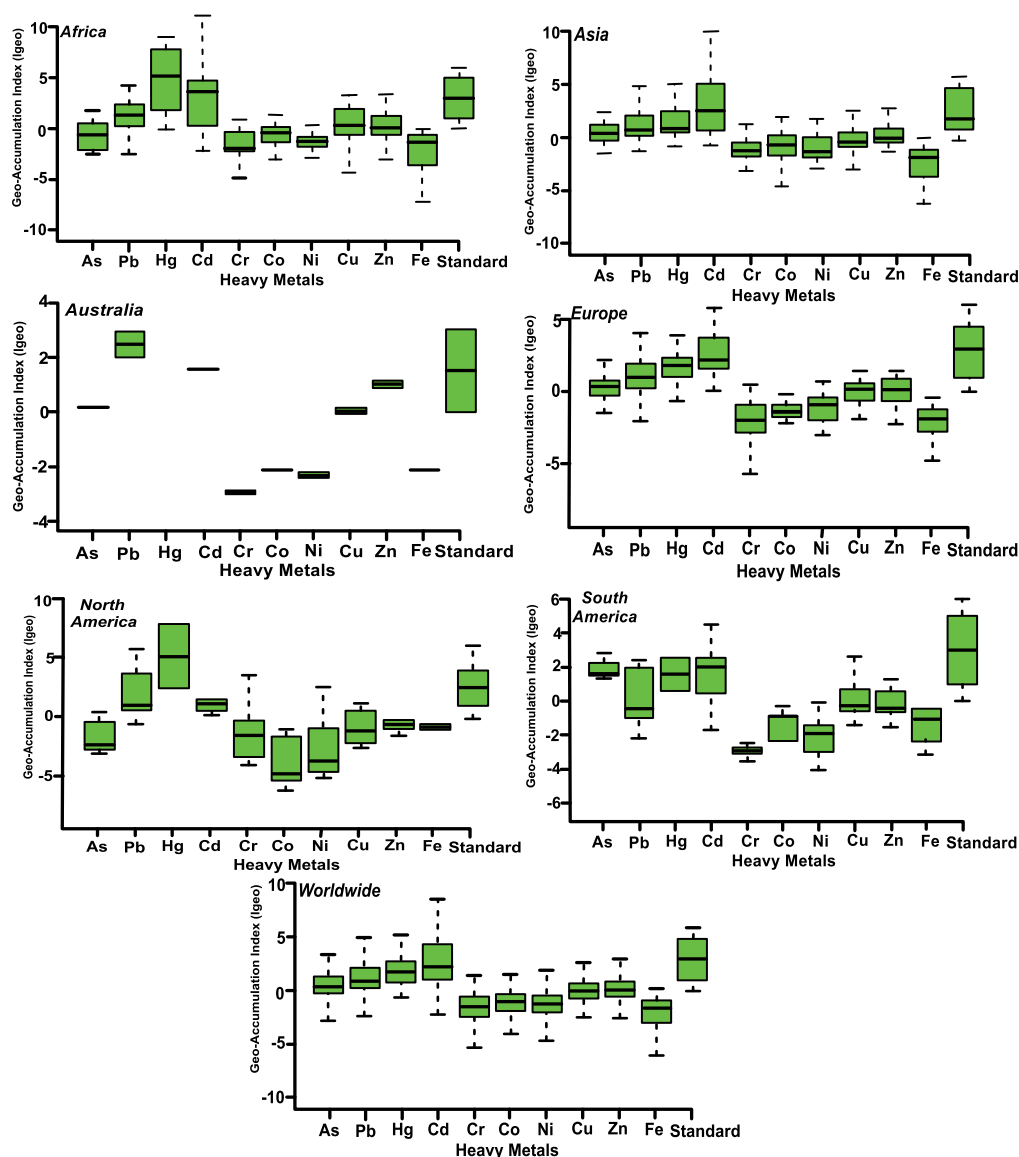 Africa
Geo-Accumulation Index (Igeo)
10
5
0
-5
-10
As Pb Hg Cd Cr Co Ni Cu Zn Fe Standard
Heavy Metals
Asia
Geo-Accumulation Index (Igeo)
10
5
0
-5
-10
As Pb Hg Cd Cr Co Ni Cu Zn Fe Standard
Heavy Metals
Australia
Geo-Accumulation Index (Igeo)
4
2
0
-2
-4
As Pb Hg Cd Cr Co Ni Cu Zn Fe Standard
Heavy Metals
Europe
Geo-Accumulation Index (Igeo)
5
0
-5
As Pb Hg Cd Cr Co Ni Cu Zn Fe Standard
Heavy Metals
North
America
Geo-Accumulation Index (Igeo)
10
5
0
-5
As Pb Hg Cd Cr Co Ni Cu Zn Fe Standard
Heavy Metals
South
America
Geo-Accumulation Index (Igeo)
6
4
2
0
-2
-4
-6
As Pb Hg Cd Cr Co Ni Cu Zn Fe Standard
Heavy Metals
Worldwide
Geo-Accumulation Index (Igeo)
10
5
0
-5
-10
As Pb Hg Cd Cr Co Ni Cu Zn Fe Standard
Heavy Metals